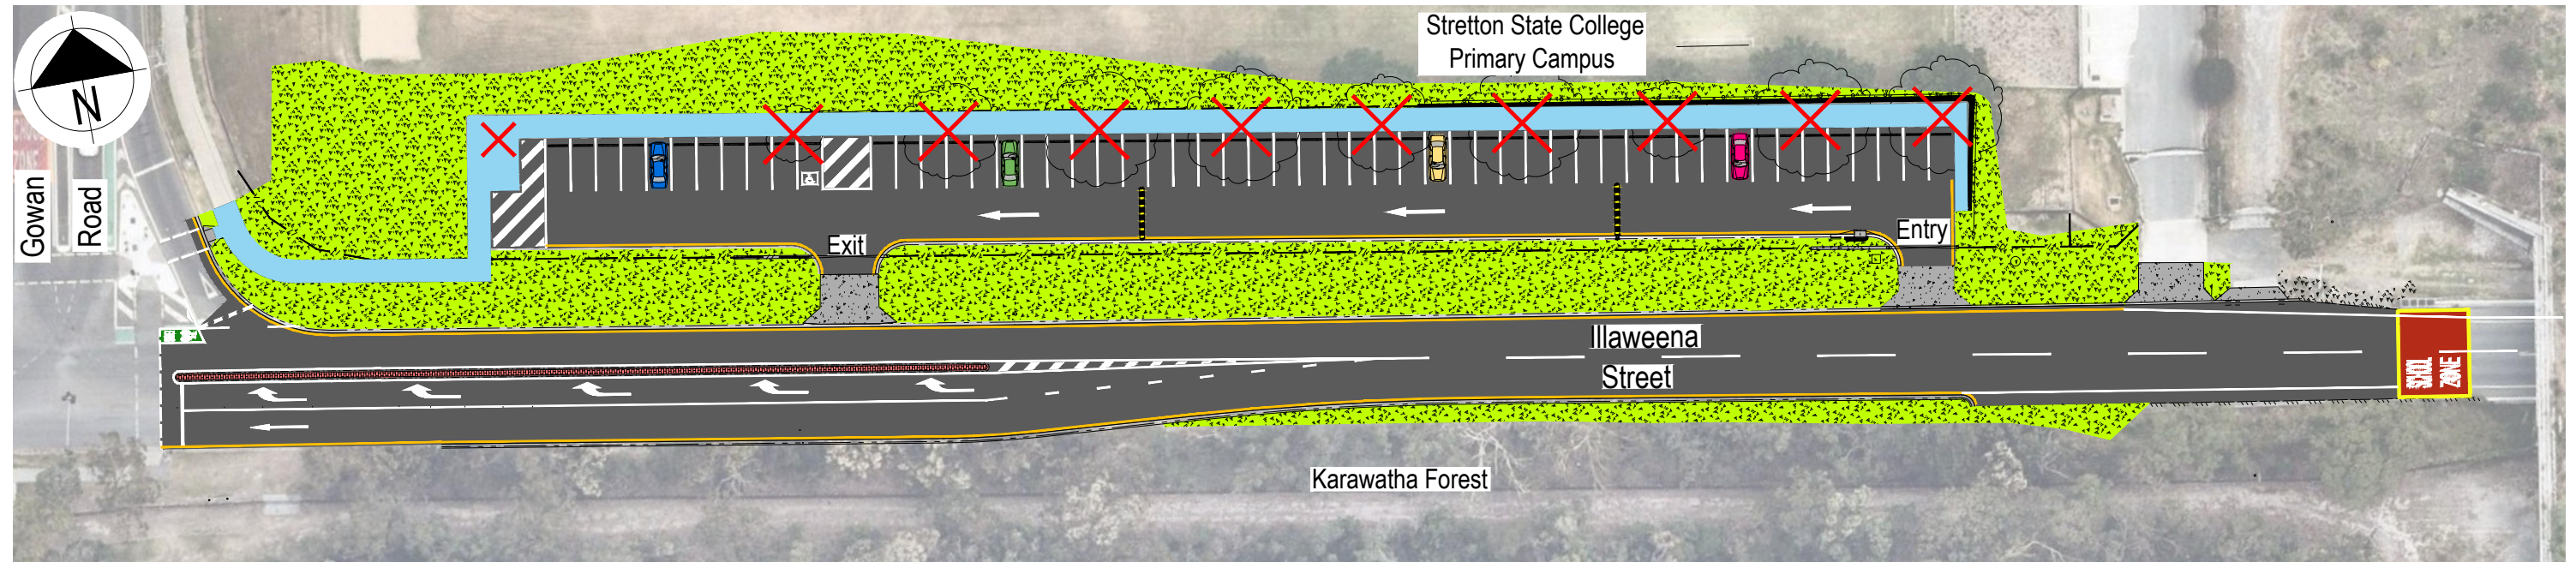 Stretton State College
Primary Campus
N
Gowan
Road
Exit
Entry
Illaweena
Street
SCHOOL
ZONE
Karawatha Forest